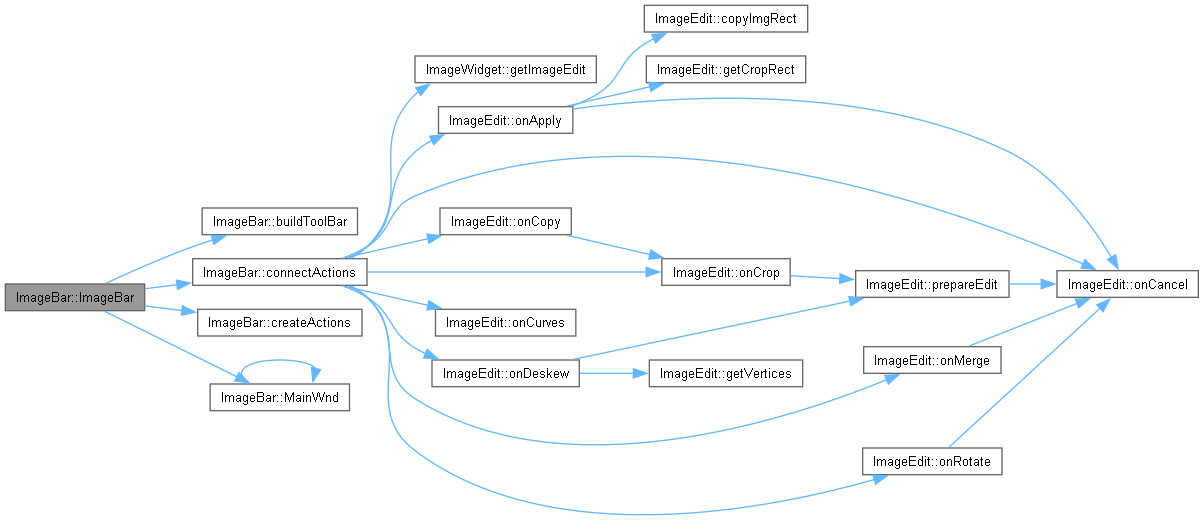 ImageEdit::copyImgRect
ImageWidget::getImageEdit
ImageEdit::getCropRect
ImageEdit::onApply
ImageBar::buildToolBar
ImageEdit::onCopy
ImageBar::connectActions
ImageEdit::onCrop
ImageEdit::prepareEdit
ImageEdit::onCancel
ImageBar::ImageBar
ImageBar::createActions
ImageEdit::onCurves
ImageEdit::onMerge
ImageEdit::onDeskew
ImageEdit::getVertices
ImageBar::MainWnd
ImageEdit::onRotate